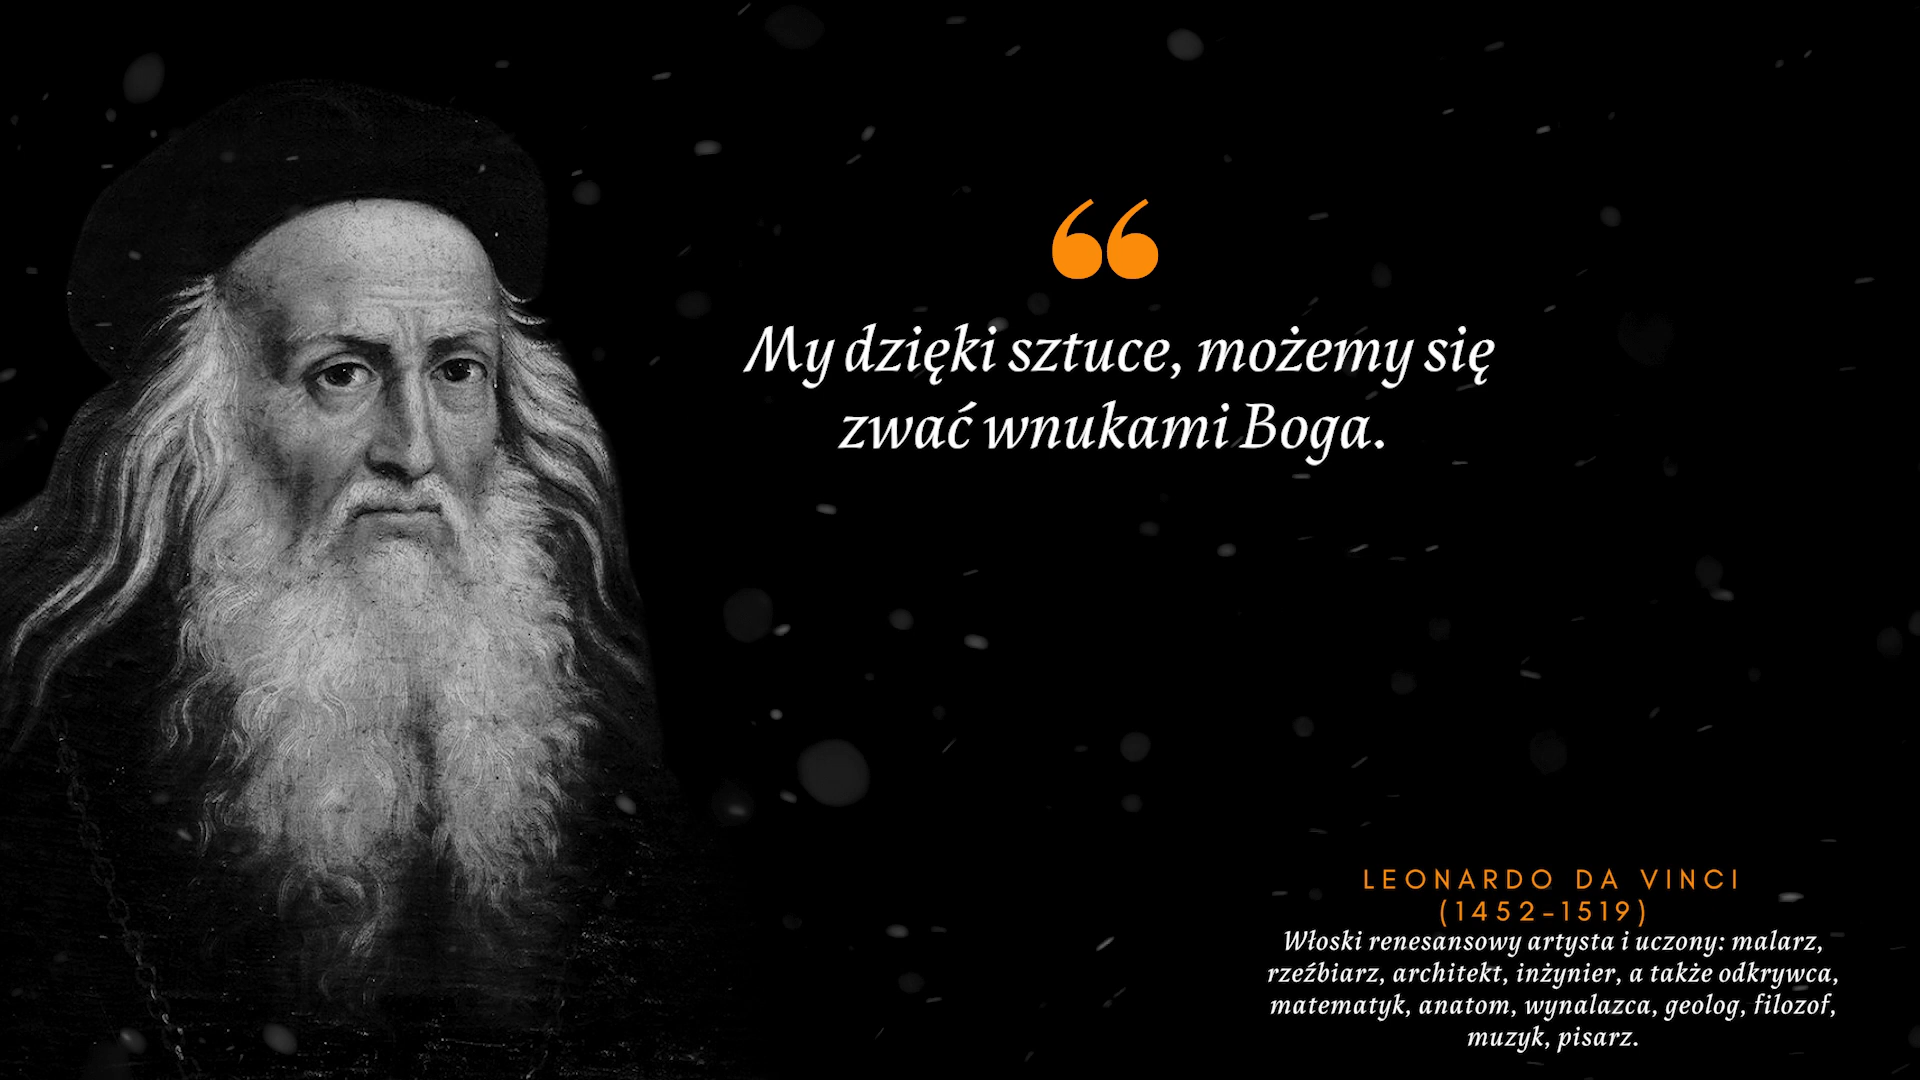 ❝
My dzięki sztuce, możemy się
zwać wnukami Boga.
LEONARDO DA VINCI
(1452-1519)
Włoski renesansowy artysta i uczony: malarz,
rzeźbiarz, architekt, inżynier, a także odkrywca,
matematyk, anatom, wynalazca, geolog, filozof,
muzyk, pisarz.